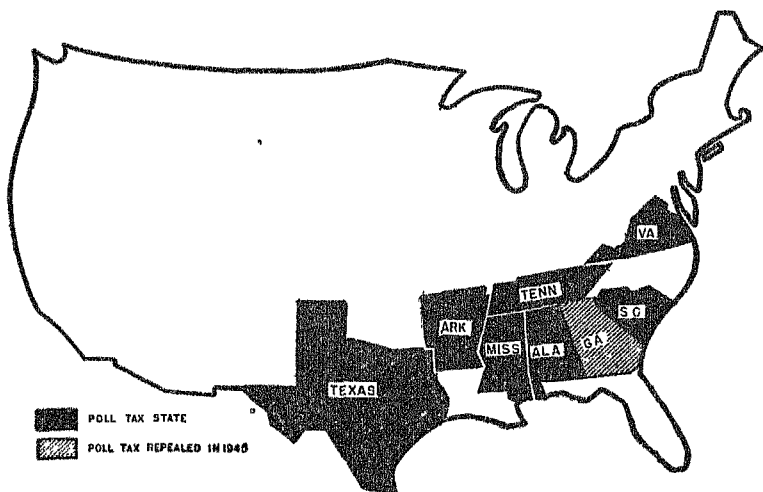 VA
TENN
S C
ARK
MISS
ALA
GA
TEXAS
POLL TAX STATE
POLL TAX REPEALED IN 1945